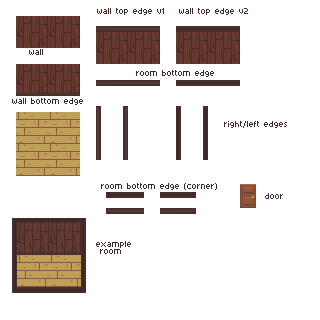 wall top edge v1
wall top edge v2
wall
room bottom edge
wall bottom edge
right/left edges
room bottom edge (corner)
door
example
room